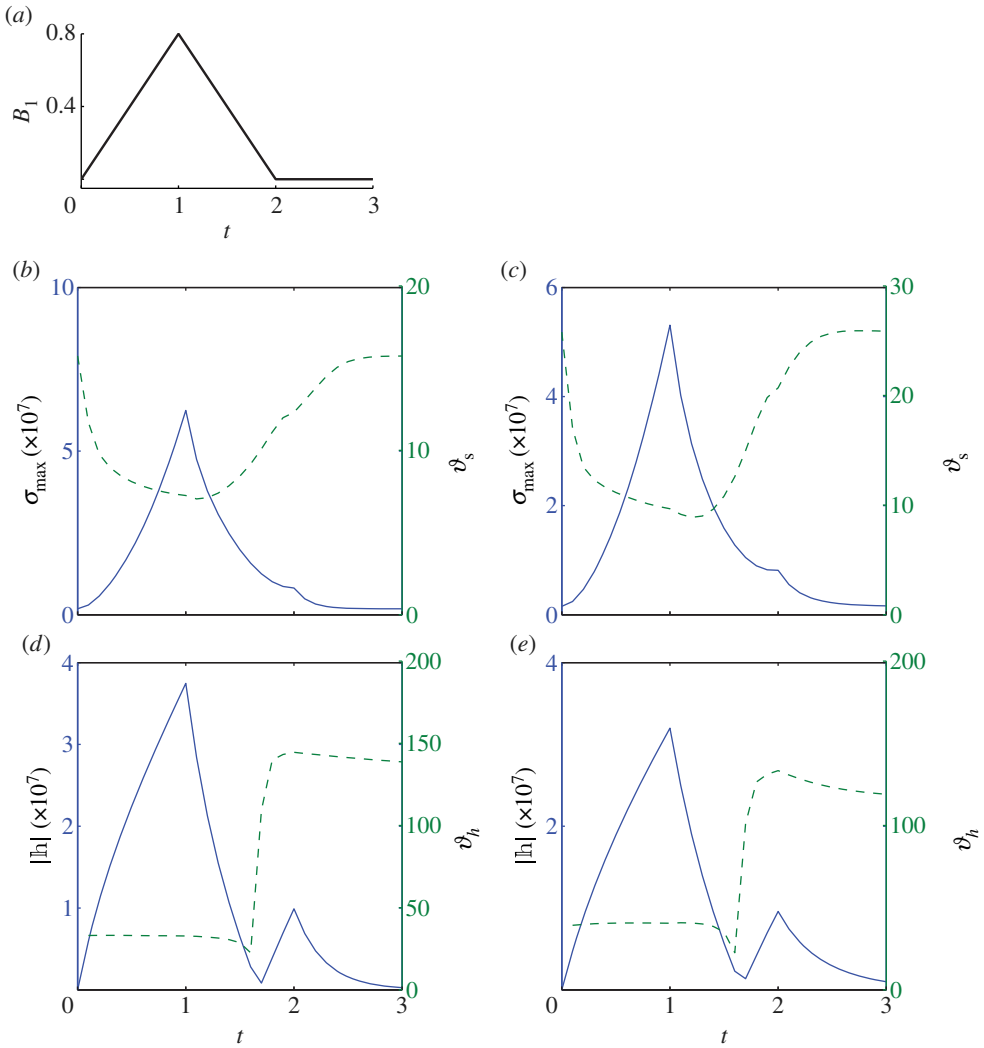 (a)
0.8
0.4
B₁
0 1 2 3
t
(b) (c)
10 20 6 30
4 20
5 10
2 10
0 0 0 0
σmax (×10⁷) ϑs σmax (×10⁷) ϑs
(d) (e)
4 200 4 200
3 150
2 100 2 100
1 50
0 0 0 0
|h| (×10⁷) ϑh |h| (×10⁷) ϑh
0 1 2 3 0 1 2 3
t t